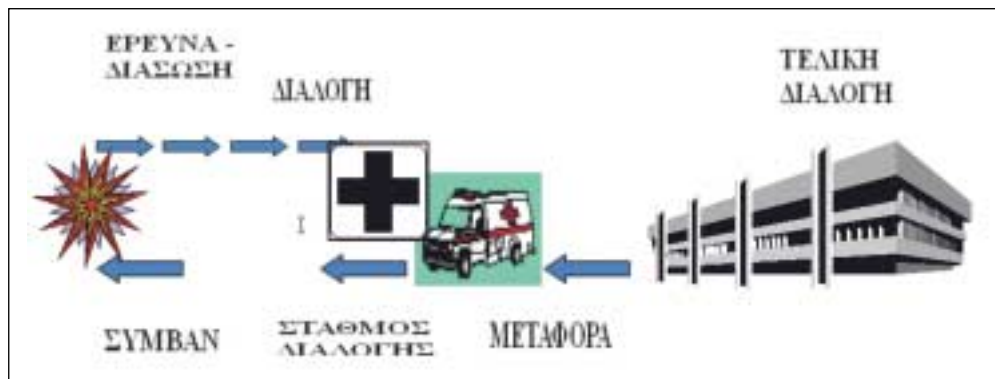 ΕΡΕΥΝΑ -
ΔΙΑΣΩΣΗ
ΔΙΑΛΟΓΗ
ΤΕΛΙΚΗ
ΔΙΑΛΟΓΗ
ΣΥΜΒΑΝ
ΣΤΑΘΜΟΣ
ΔΙΑΛΟΓΗΣ
ΜΕΤΑΦΟΡΑ